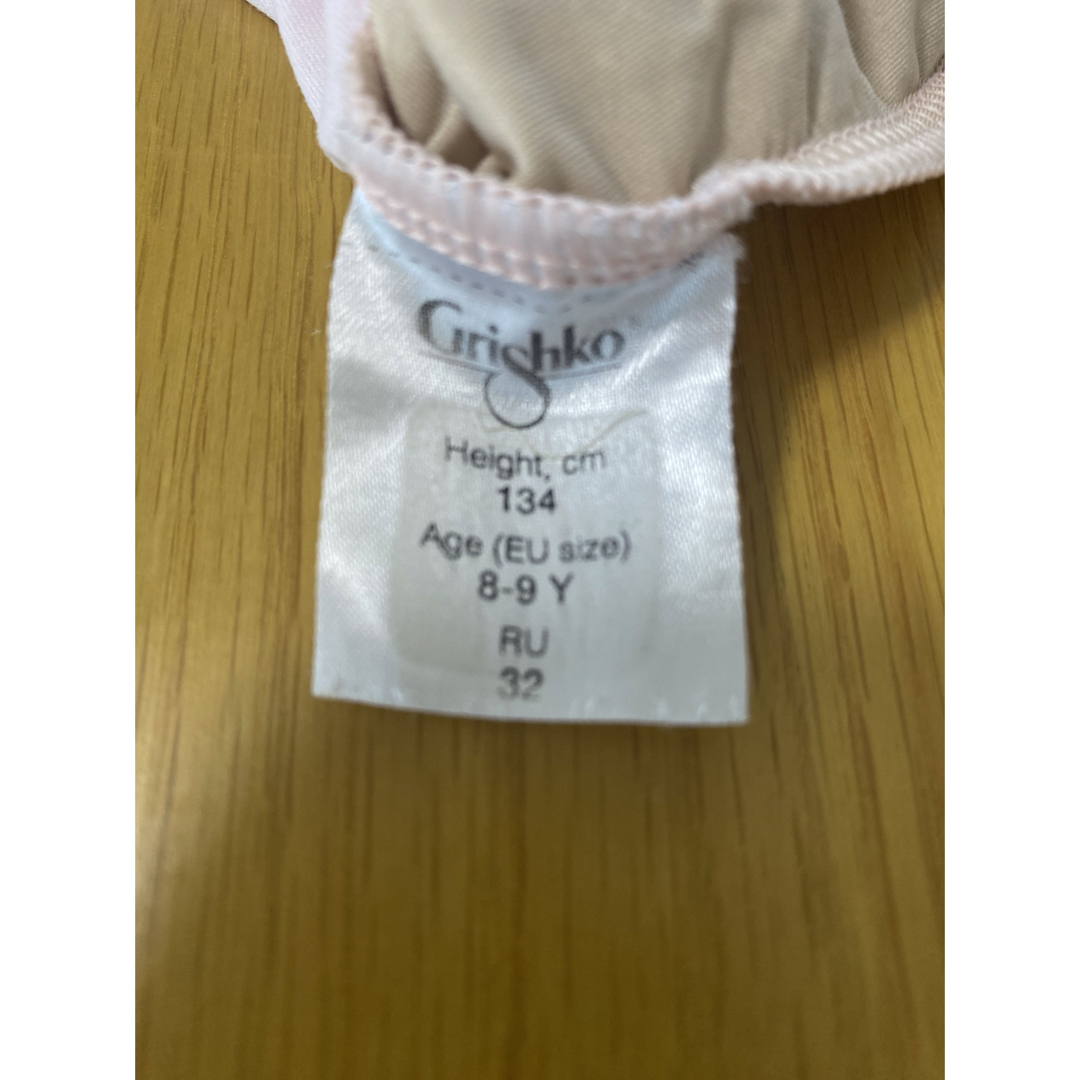 Grishko
Height, cm
134
Age (EU size)
8-9 Y
RU
32